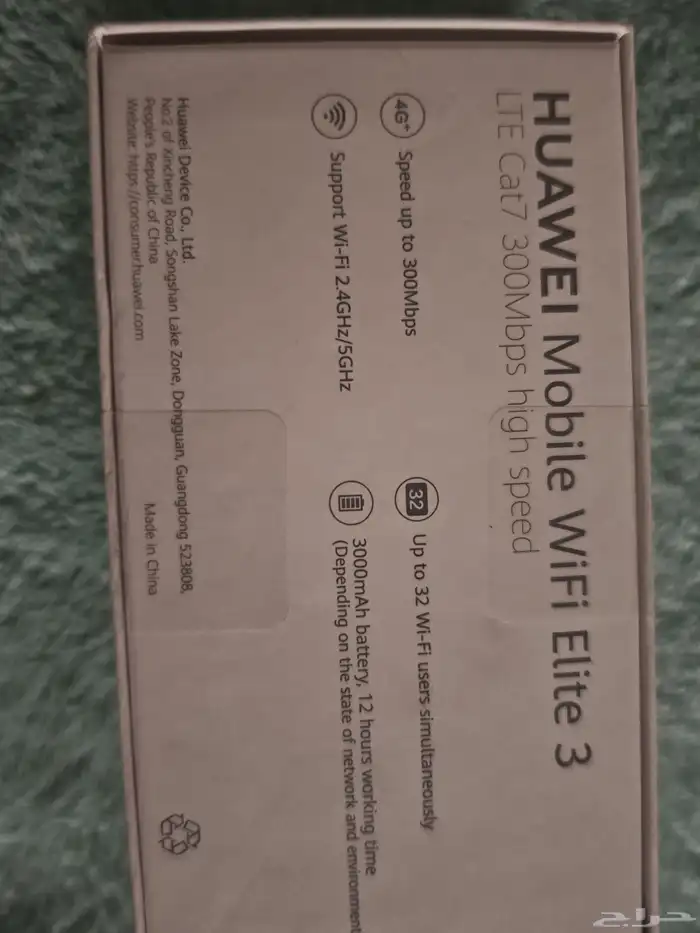 HUAWEI Mobile WiFi Elite 3
LTE Cat7 300Mbps high speed
4G+ Speed up to 300Mbps
32 Up to 32 Wi-Fi users simultaneously
Support Wi-Fi 2.4GHz/5GHz
3000mAh battery, 12 hours working time
(Depending on the state of network and environment
Huawei Device Co., Ltd.
No.2 of Xincheng Road, Songshan Lake Zone, Dongguan, Guangdong 523808,
People's Republic of China
Website: https://consumer.huawei.com
Made in China
حراج